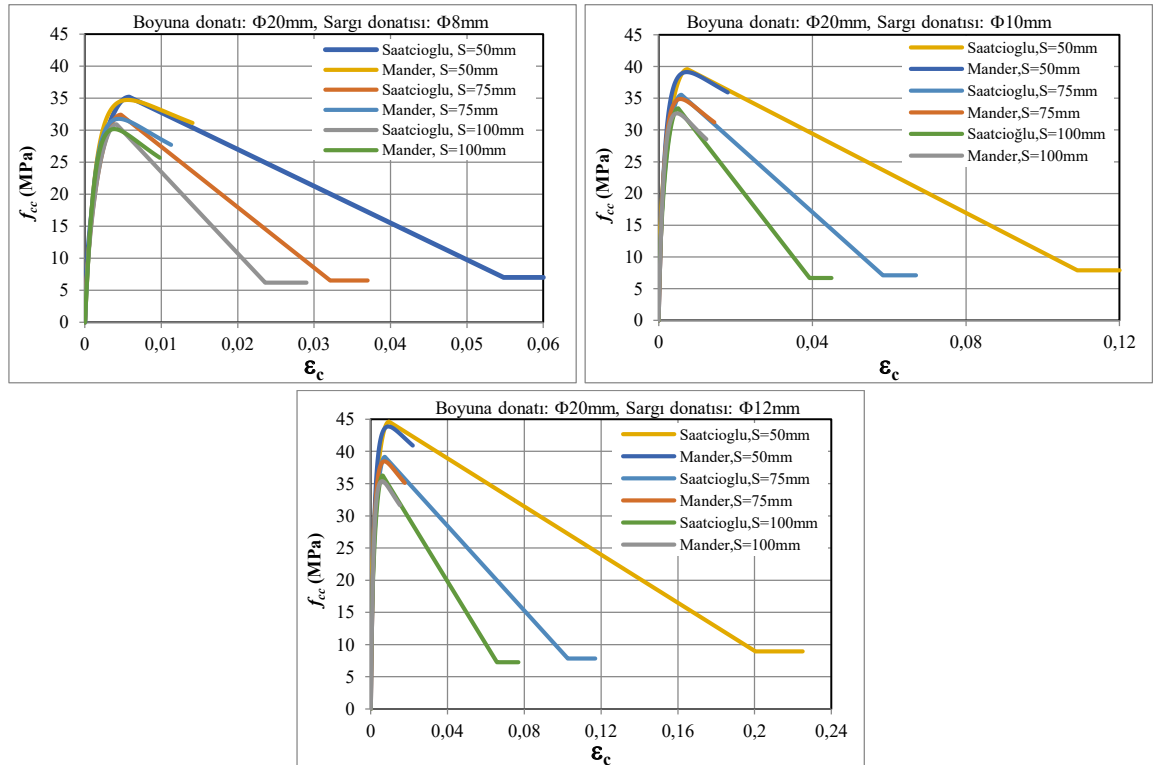 Boyuna donatı: Φ20mm, Sargı donatısı: Φ8mm
45
40
35
30
25
20
15
10
5
0
f_cc (MPa)
Saatcioglu, S=50mm
Mander, S=50mm
Saatcioglu, S=75mm
Mander, S=75mm
Saatcioglu, S=100mm
Mander, S=100mm
0 0,01 0,02 0,03 0,04 0,05 0,06
ε_c
Boyuna donatı: Φ20mm, Sargı donatısı: Φ10mm
45
40
35
30
25
20
15
10
5
0
f_cc (MPa)
Saatcioglu,S=50mm
Mander,S=50mm
Saatcioglu,S=75mm
Mander,S=75mm
Saatcioğlu,S=100mm
Mander,S=100mm
0 0,04 0,08 0,12
ε_c
Boyuna donatı: Φ20mm, Sargı donatısı: Φ12mm
45
40
35
30
25
20
15
10
5
0
f_cc (MPa)
Saatcioglu,S=50mm
Mander,S=50mm
Saatcioglu,S=75mm
Mander,S=75mm
Saatcioglu,S=100mm
Mander,S=100mm
0 0,04 0,08 0,12 0,16 0,2 0,24
ε_c